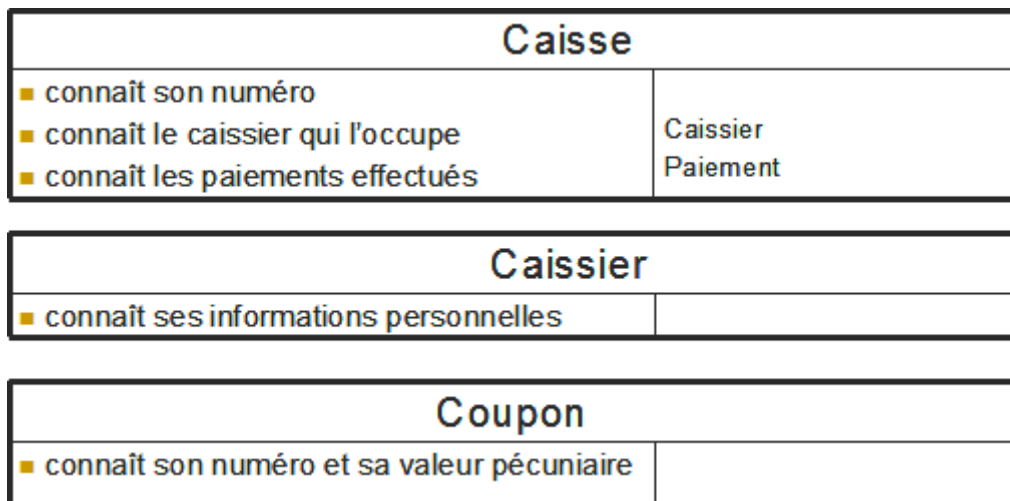 Caisse
connaît son numéro
connaît le caissier qui l'occupe
Caissier
connaît les paiements effectués
Paiement
Caissier
connaît ses informations personnelles
Coupon
connaît son numéro et sa valeur pécuniaire